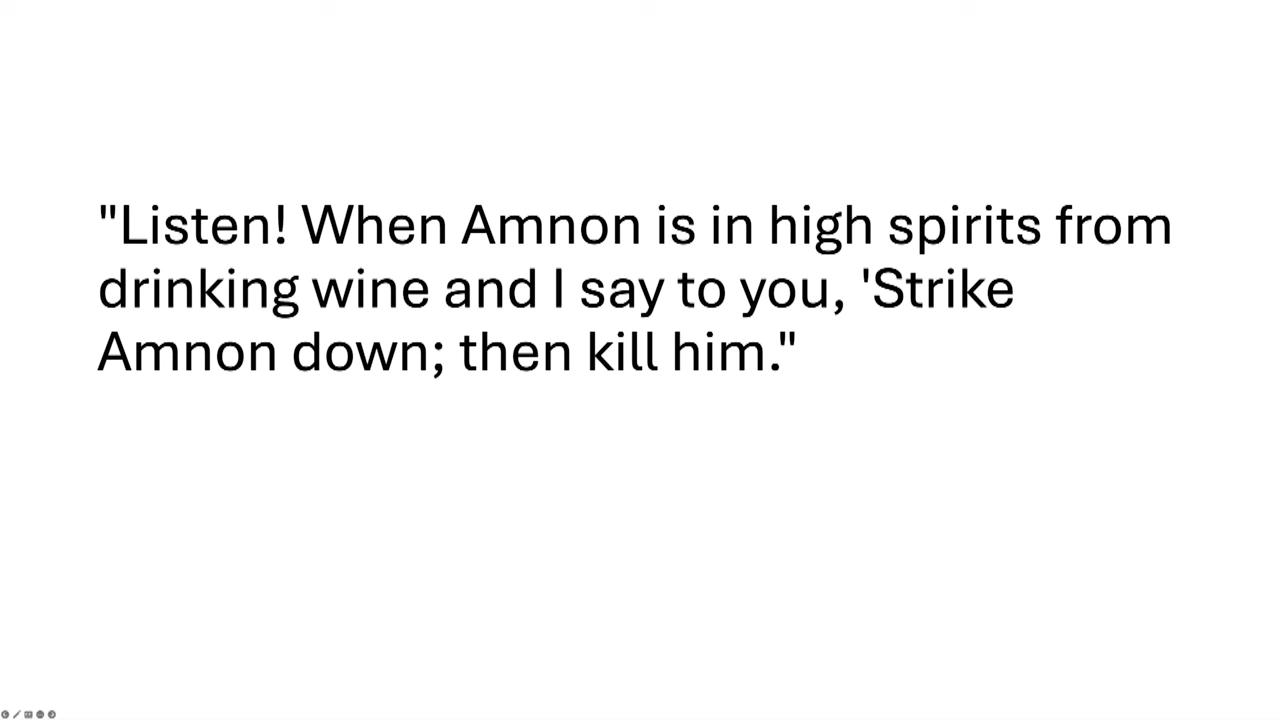 "Listen! When Amnon is in high spirits from
drinking wine and I say to you, 'Strike
Amnon down; then kill him."